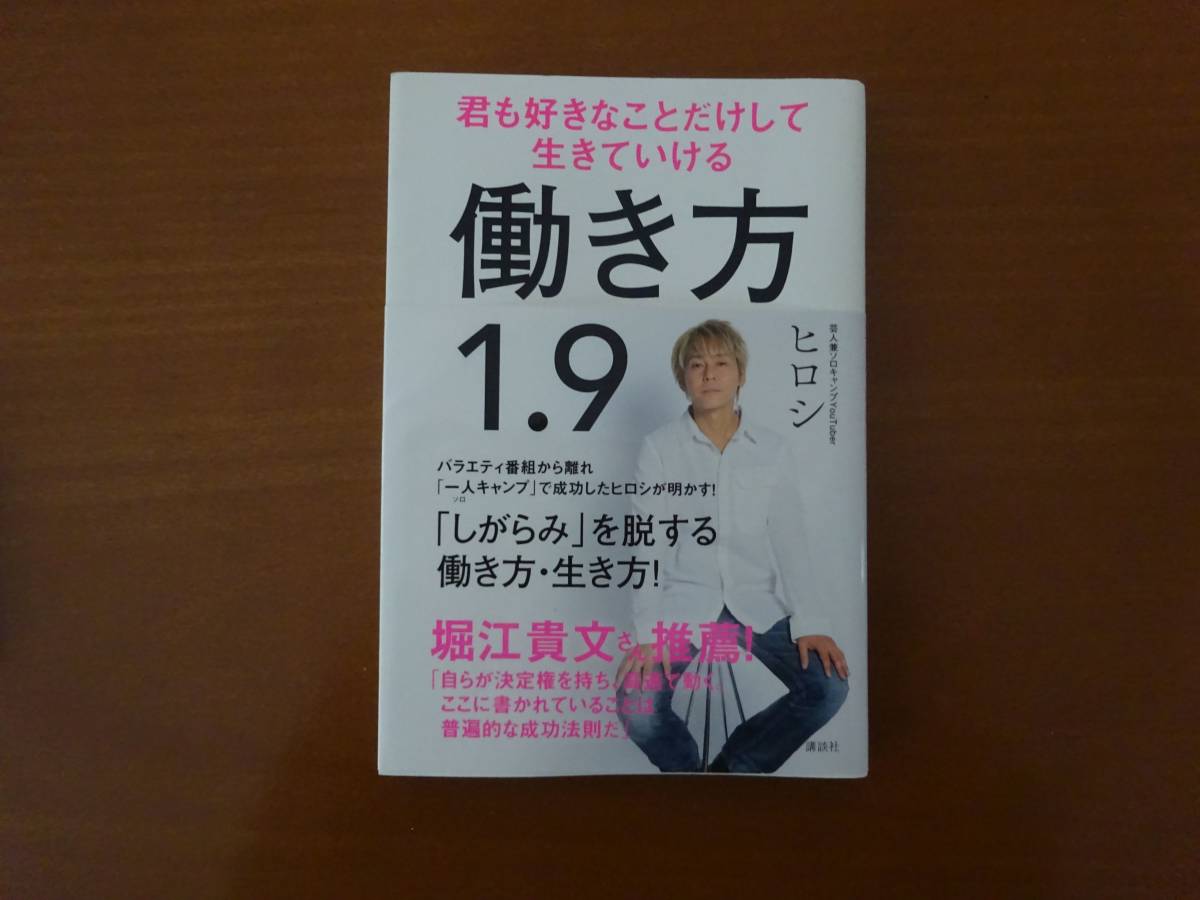 君も好きなことだけして
生きていける
働き方
1.9
芸人兼ソロキャンプYouTuber
ヒロシ
バラエティ番組から離れ
「一人キャンプ」で成功したヒロシが明かす!
ソロ
「しがらみ」を脱する
働き方・生き方!
堀江貴文さん推薦!
「自らが決定権を持ち、最速で動く。
ここに書かれていることは
普遍的な成功法則だ」
講談社